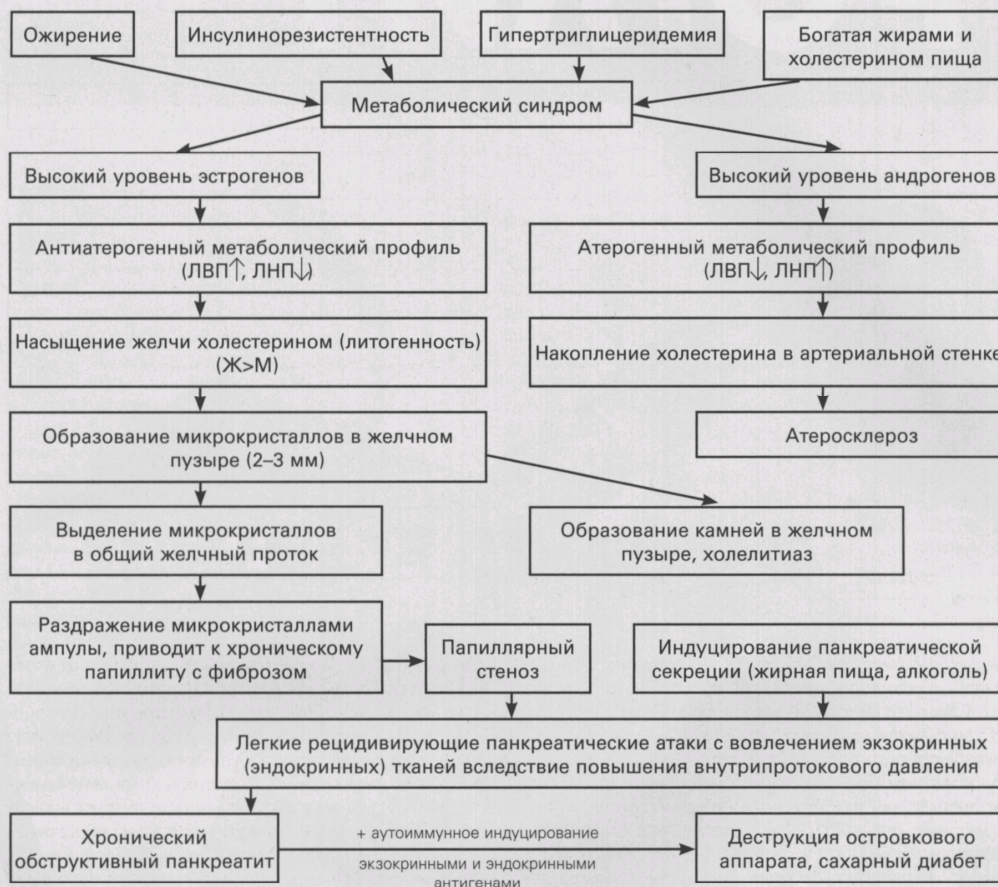 Ожирение
Инсулинорезистентность
Гипертриглицеридемия
Богатая жирами и
холестерином пища
Метаболический синдром
Высокий уровень эстрогенов
Высокий уровень андрогенов
Антиатерогенный метаболический профиль
(ЛВП↑, ЛНП↓)
Атерогенный метаболический профиль
(ЛВП↓, ЛНП↑)
Насыщение желчи холестерином (литогенность)
(Ж>М)
Накопление холестерина в артериальной стенке
Образование микрокристаллов в желчном
пузыре (2–3 мм)
Атеросклероз
Выделение микрокристаллов
в общий желчный проток
Образование камней в желчном
пузыре, холелитиаз
Раздражение микрокристаллами
ампулы, приводит к хроническому
папиллиту с фиброзом
Папиллярный
стеноз
Индуцирование панкреатической
секреции (жирная пища, алкоголь)
Легкие рецидивирующие панкреатические атаки с вовлечением экзокринных
(эндокринных) тканей вследствие повышения внутрипротокового давления
Хронический
обструктивный панкреатит
+ аутоиммунное индуцирование
экзокринными и эндокринными
антигенами
Деструкция островкового
аппарата, сахарный диабет